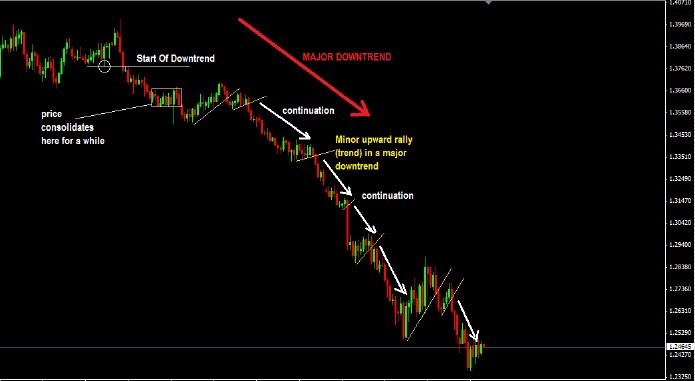 1.40710
1.39690
1.38640
Start Of Downtrend
MAJOR DOWNTREND
1.37620
1.36600
price
consolidates
here for a while
continuation
1.35580
Minor upward rally
(trend) in a major
downtrend
1.34530
1.33510
1.32490
continuation
1.31470
1.30420
1.29400
1.28380
1.27360
1.26310
1.25290
1.24645
1.24270
1.23250